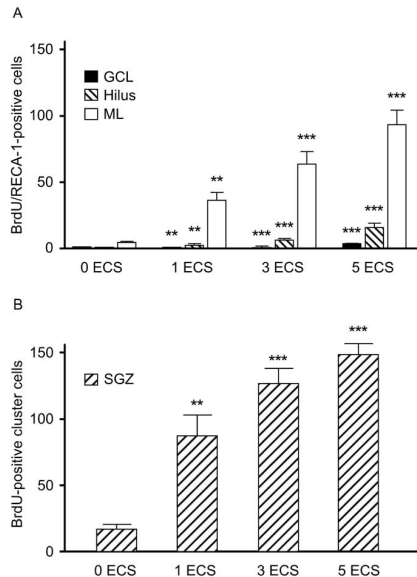 A
BrdU/RECA-1-positive cells
150
100
50
0
GCL
Hilus
ML
** ** **
*** *** ***
*** *** ***
0 ECS 1 ECS 3 ECS 5 ECS
B
BrdU-positive cluster cells
150
100
50
0
SGZ
**
***
***
0 ECS 1 ECS 3 ECS 5 ECS